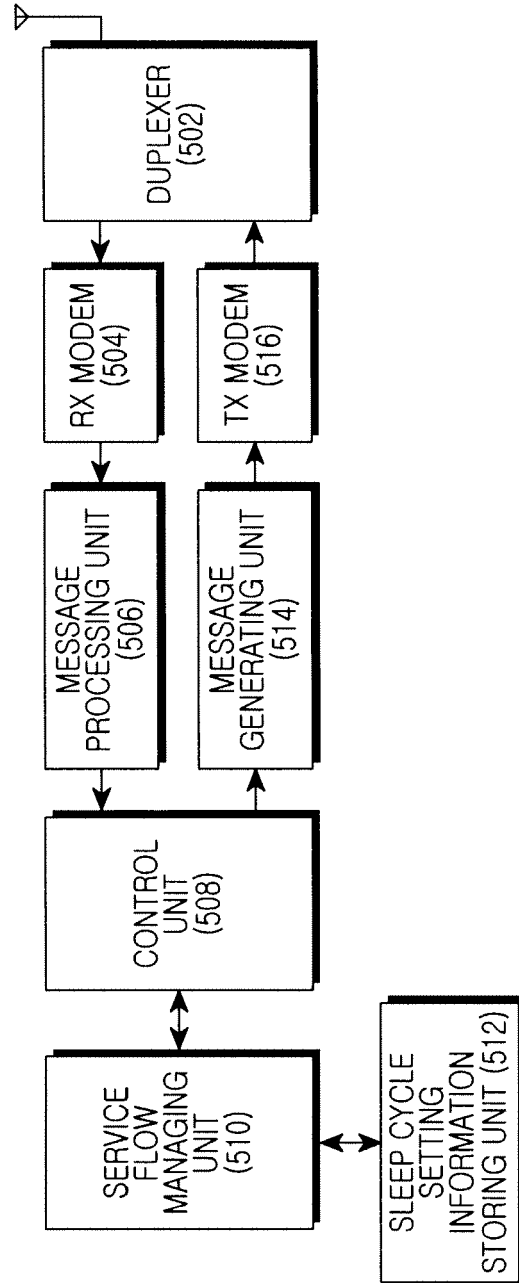 DUPLEXER
(502)
RX MODEM
(504)
TX MODEM
(516)
MESSAGE
PROCESSING UNIT
(506)
MESSAGE
GENERATING UNIT
(514)
CONTROL
UNIT
(508)
SERVICE
FLOW
MANAGING
UNIT
(510)
SLEEP CYCLE
SETTING
INFORMATION
STORING UNIT (512)